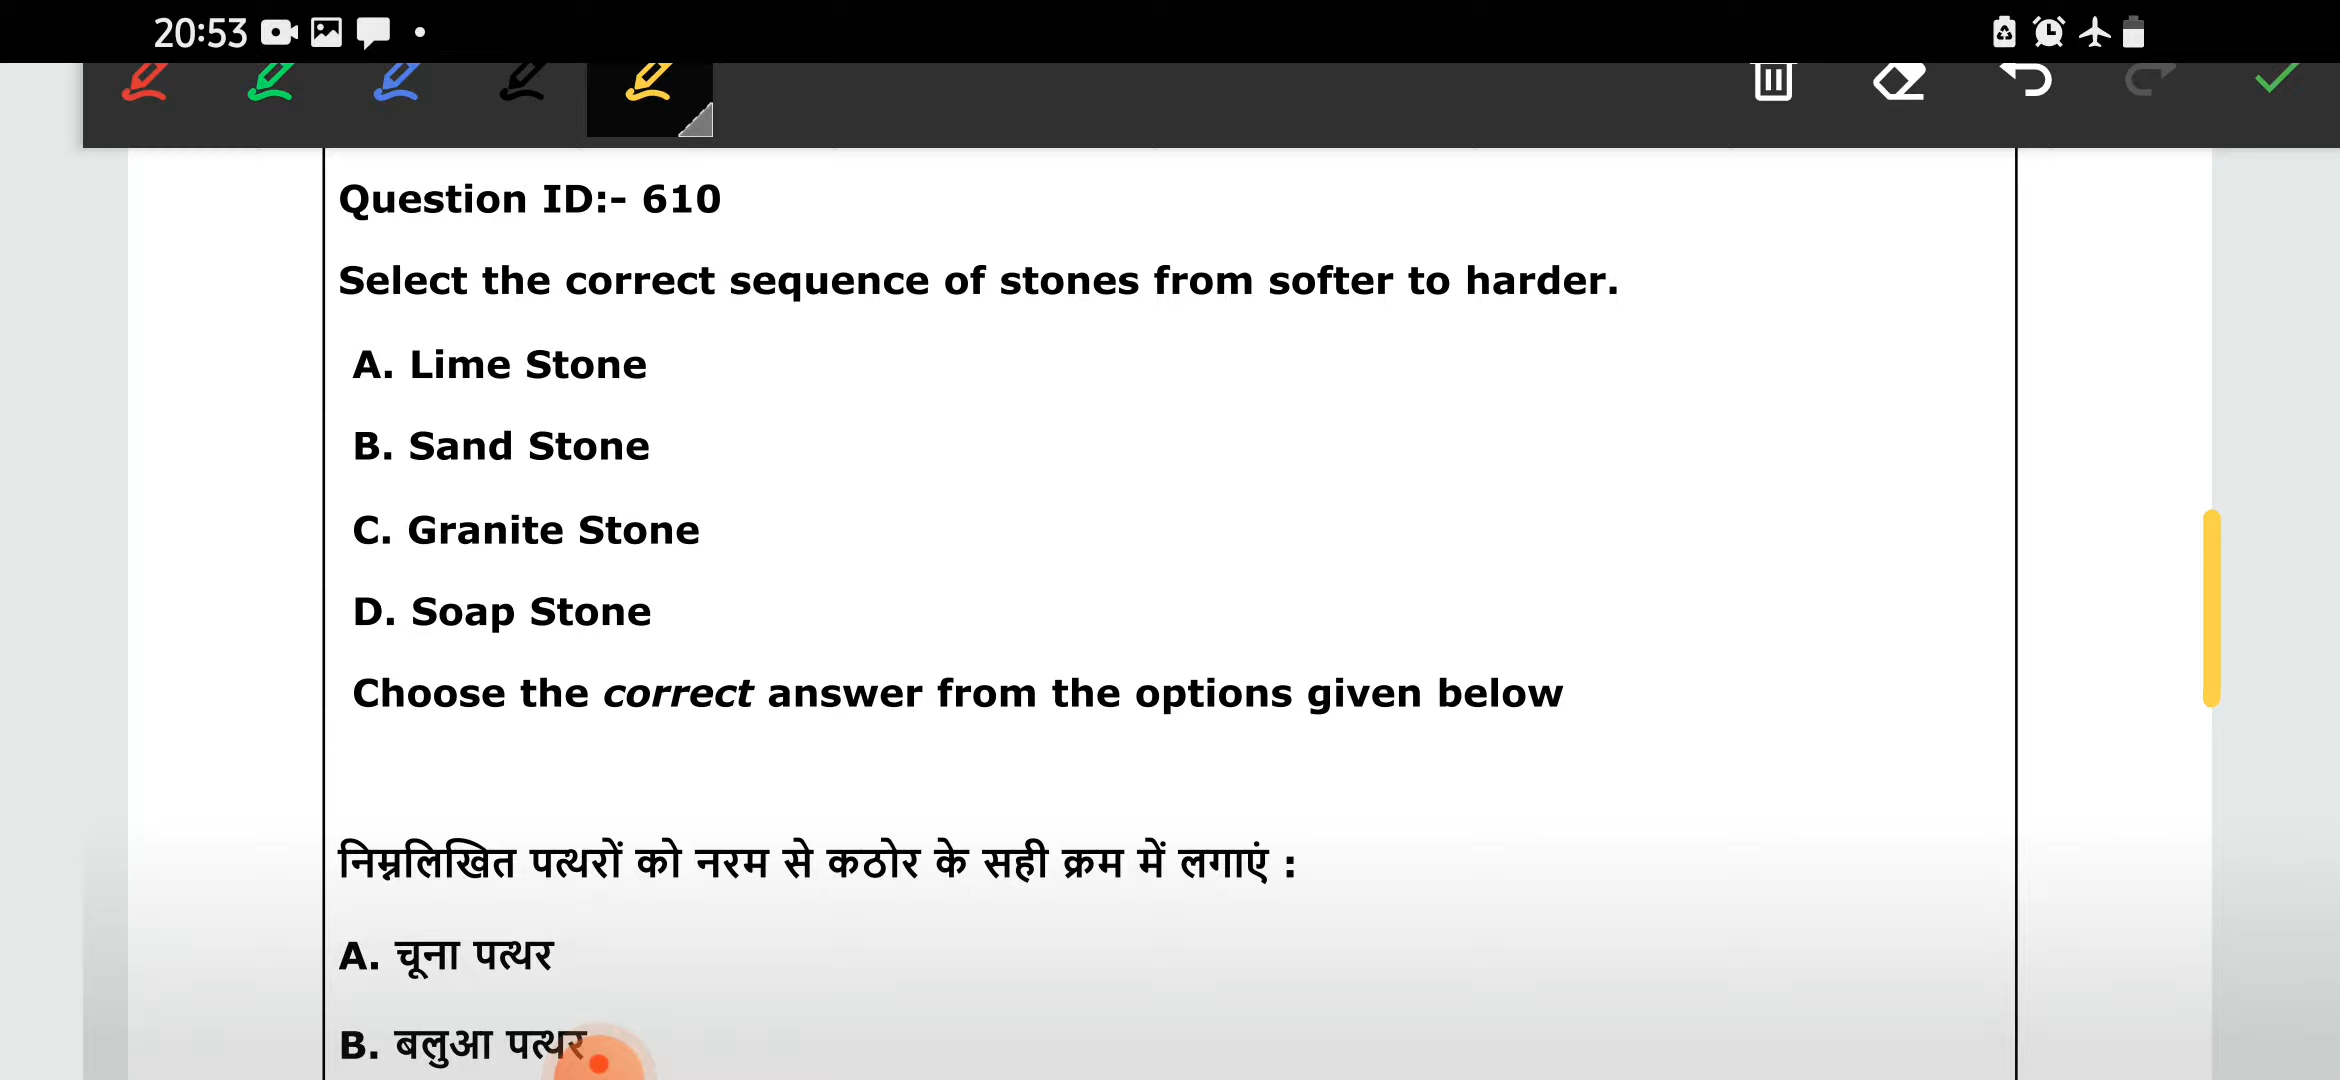 20:53
Question ID:- 610
Select the correct sequence of stones from softer to harder.
A. Lime Stone
B. Sand Stone
C. Granite Stone
D. Soap Stone
Choose the correct answer from the options given below
निम्नलिखित पत्थरों को नरम से कठोर के सही क्रम में लगाएं :
A. चूना पत्थर
B. बलुआ पत्थर